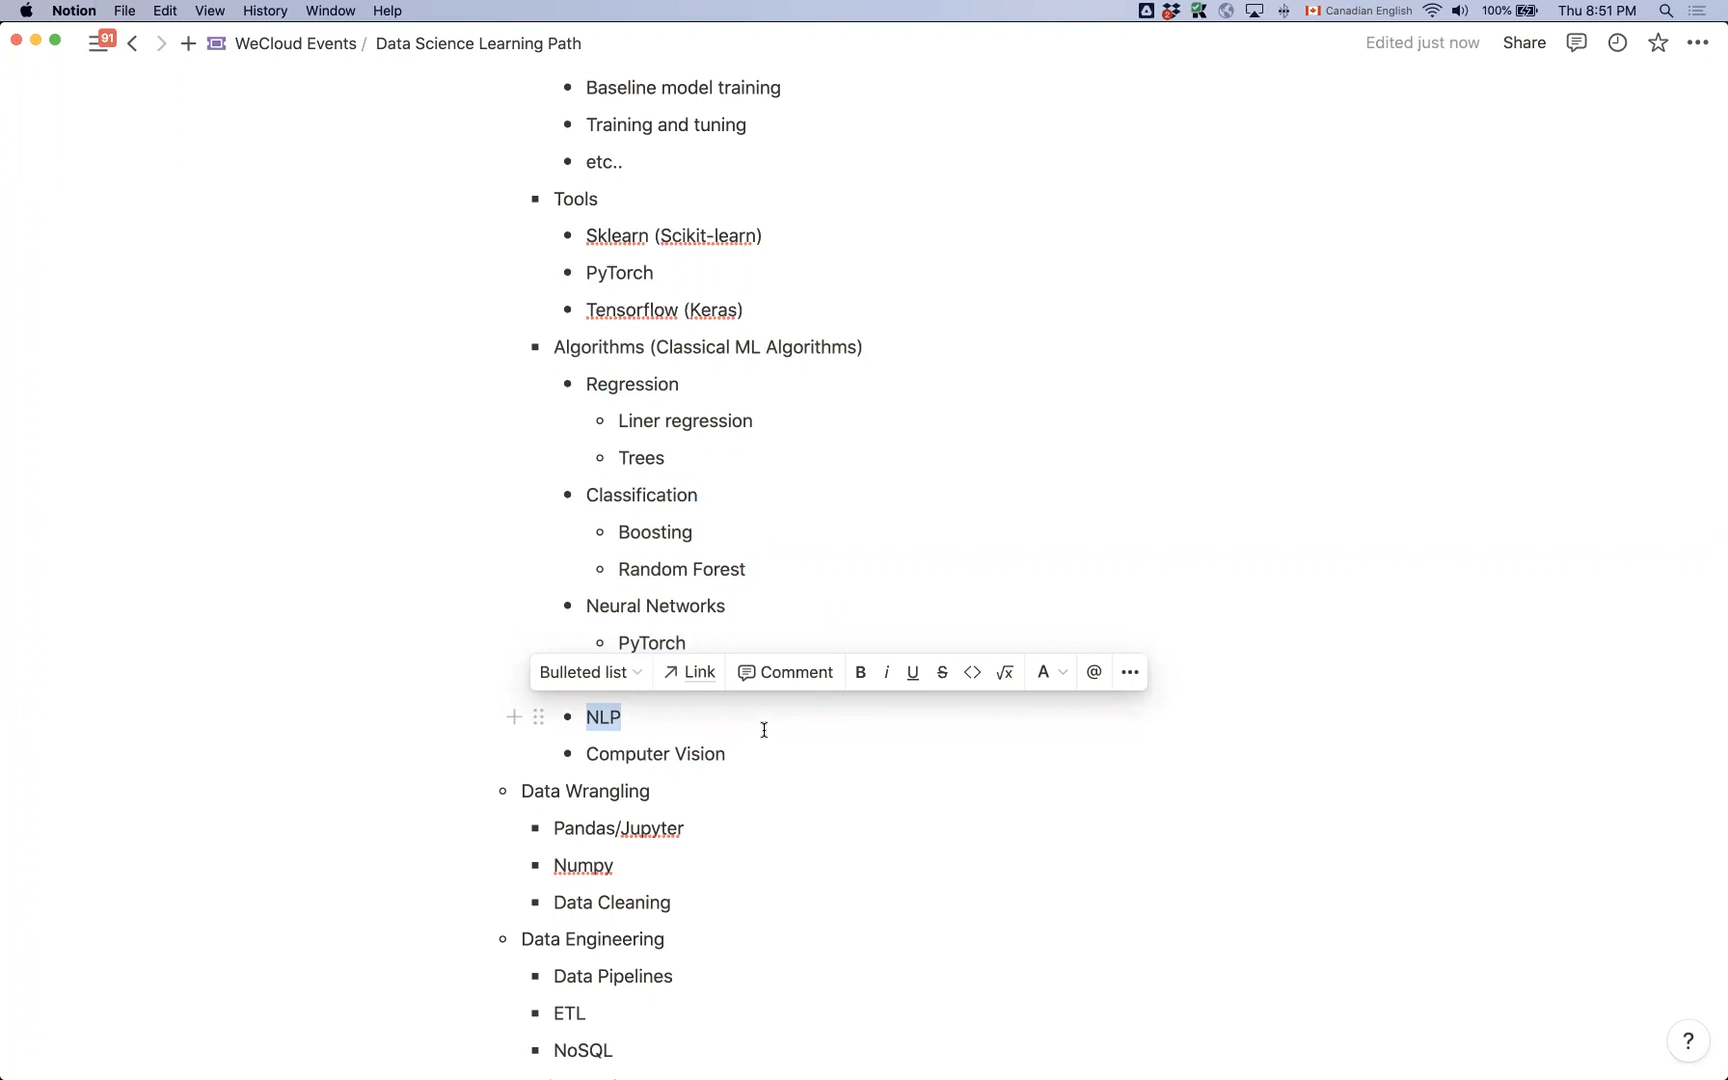 Notion File Edit View History Window Help 2 Canadian English 100% Thu 8:51 PM
91 WeCloud Events / Data Science Learning Path Edited just now Share
Baseline model training
Training and tuning
etc..
Tools
Sklearn (Scikit-learn)
PyTorch
Tensorflow (Keras)
Algorithms (Classical ML Algorithms)
Regression
Liner regression
Trees
Classification
Boosting
Random Forest
Neural Networks
PyTorch
Bulleted list Link Comment B i U S <> √x A @ •••
NLP
Computer Vision
Data Wrangling
Pandas/Jupyter
Numpy
Data Cleaning
Data Engineering
Data Pipelines
ETL
NoSQL
?